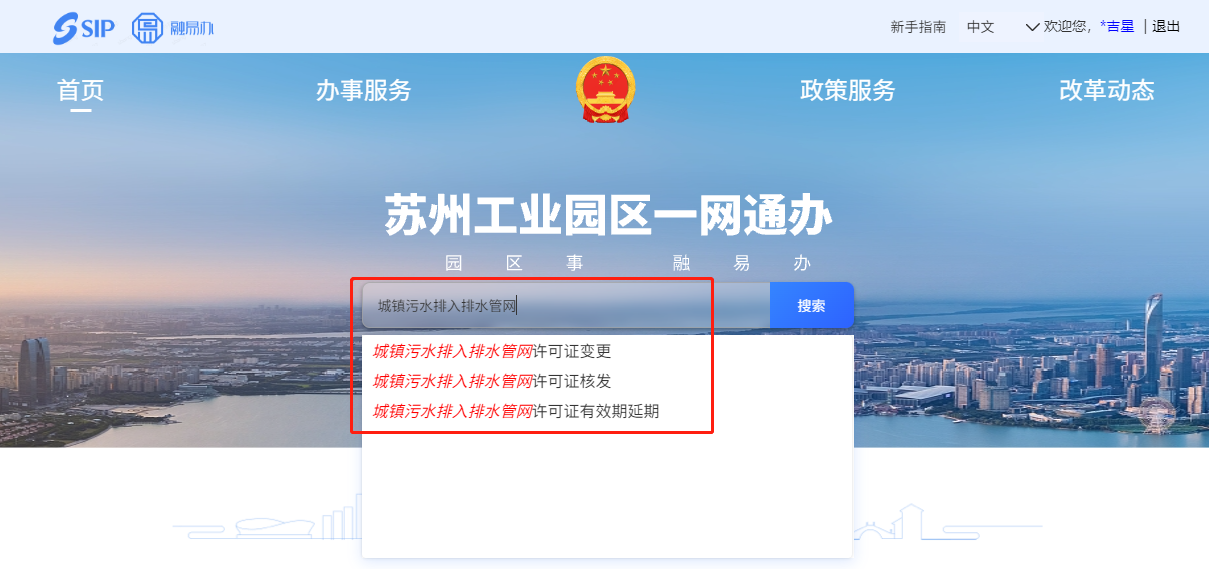 SIP 融易办 新手指南 中文 欢迎您, *吉星 | 退出
首页 办事服务 政策服务 改革动态
苏州工业园区一网通办
园区事 融易办
城镇污水排入排水管网 搜索
城镇污水排入排水管网许可证变更
城镇污水排入排水管网许可证核发
城镇污水排入排水管网许可证有效期延期